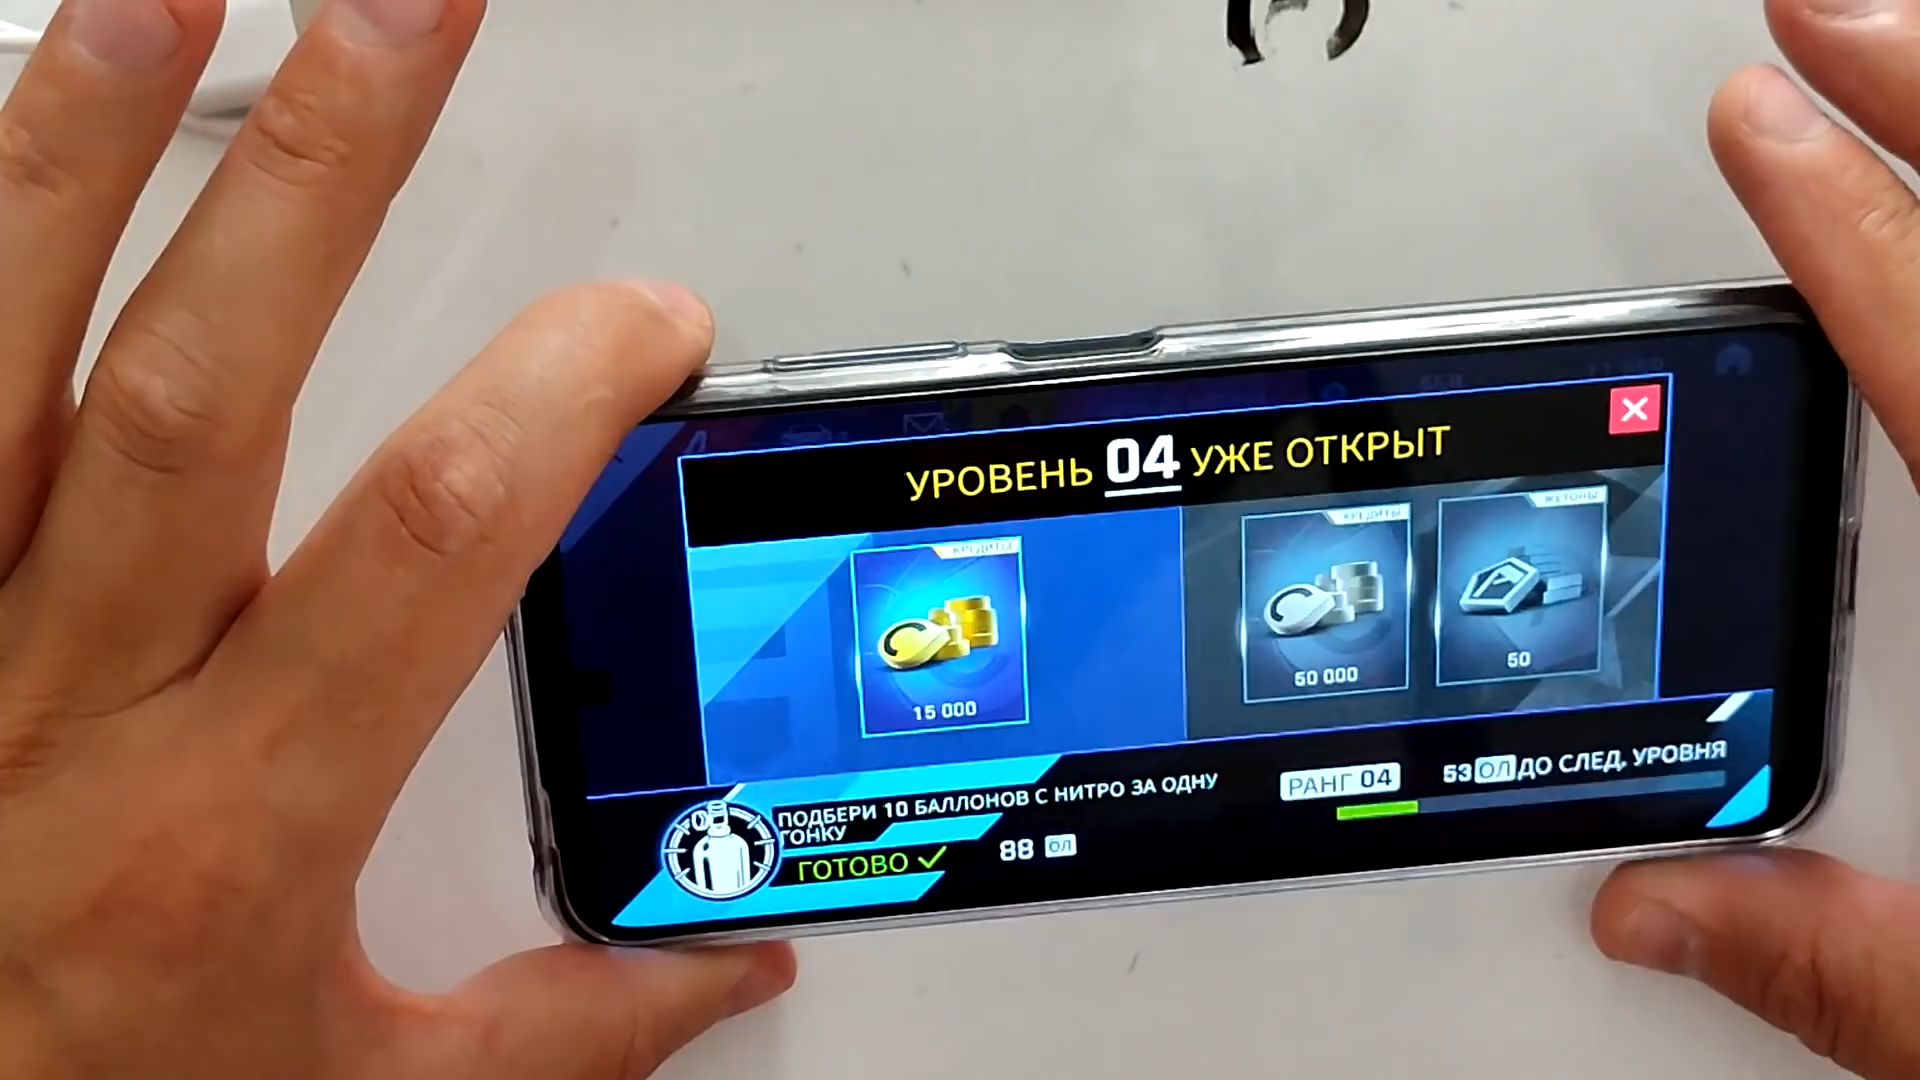 УРОВЕНЬ 04 УЖЕ ОТКРЫТ
КРЕДИТЫ
15 000
КРЕДИТЫ
50 000
ЖЕТОНЫ
50
ПОДБЕРИ 10 БАЛЛОНОВ С НИТРО ЗА ОДНУ
ГОНКУ
ГОТОВО
88 ОЛ
РАНГ 04
53 ОЛ ДО СЛЕД. УРОВНЯ